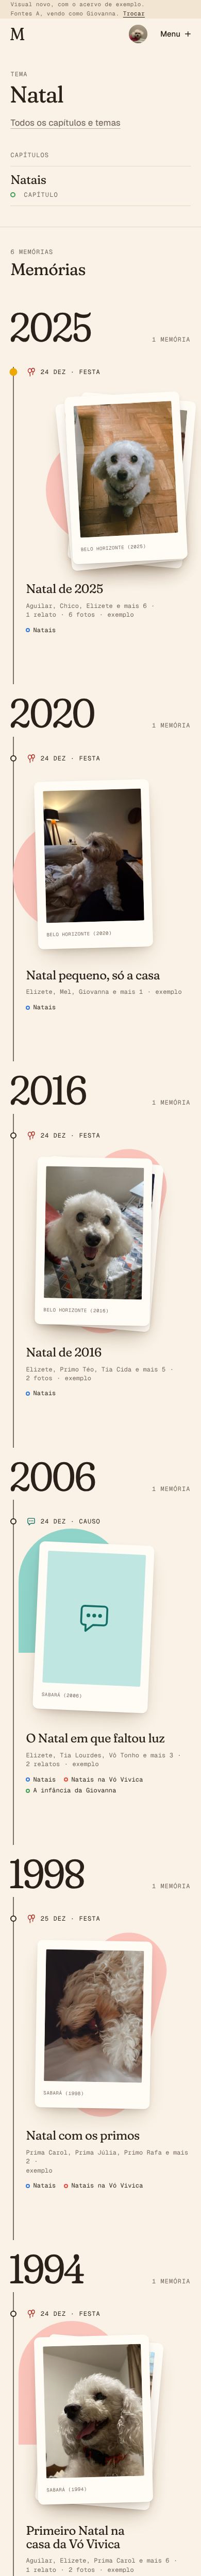 Visual novo, com o acervo de exemplo.
Fontes A, vendo como Giovanna. Trocar
M
Menu +
TEMA
Natal
Todos os capítulos e temas
CAPÍTULOS
Natais
CAPÍTULO
6 MEMÓRIAS
Memórias
2025
1 MEMÓRIA
24 DEZ · FESTA
BELO HORIZONTE (2025)
Natal de 2025
Aguilar, Chico, Elizete e mais 6 ·
1 relato · 6 fotos · exemplo
Natais
2020
1 MEMÓRIA
24 DEZ · FESTA
BELO HORIZONTE (2020)
Natal pequeno, só a casa
Elizete, Mel, Giovanna e mais 1 · exemplo
Natais
2016
1 MEMÓRIA
24 DEZ · FESTA
BELO HORIZONTE (2016)
Natal de 2016
Elizete, Primo Téo, Tia Cida e mais 5 ·
2 fotos · exemplo
Natais
2006
1 MEMÓRIA
24 DEZ · CAUSO
SABARÁ (2006)
O Natal em que faltou luz
Elizete, Tia Lourdes, Vô Tonho e mais 3 ·
2 relatos · exemplo
Natais Natais na Vó Vivica
A infância da Giovanna
1998
1 MEMÓRIA
25 DEZ · FESTA
SABARÁ (1998)
Natal com os primos
Prima Carol, Prima Júlia, Primo Rafa e mais
2 ·
exemplo
Natais Natais na Vó Vivica
1994
1 MEMÓRIA
24 DEZ · FESTA
SABARÁ (1994)
Primeiro Natal na
casa da Vó Vivica
Aguilar, Elizete, Prima Carol e mais 6 ·
1 relato · 2 fotos · exemplo